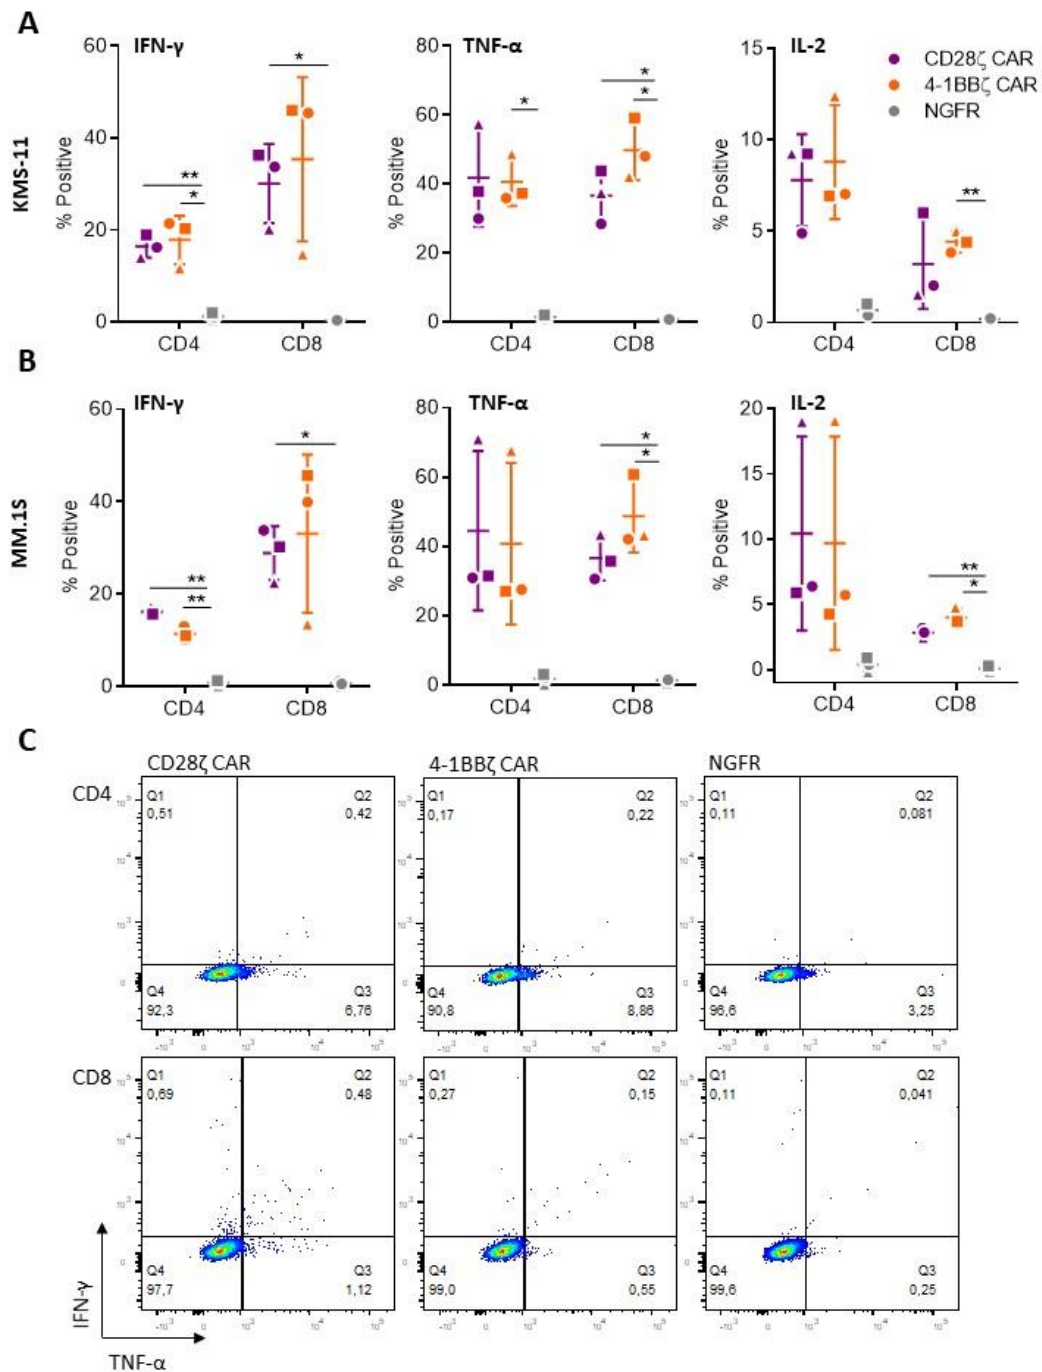 A
IFN-γ
TNF-α
IL-2
CD28ζ CAR
4-1BBζ CAR
NGFR
KMS-11
% Positive
60
40
20
0
**
*
*
CD4
CD8
% Positive
80
60
40
20
0
*
*
*
CD4
CD8
% Positive
15
10
5
0
**
CD4
CD8
B
IFN-γ
TNF-α
IL-2
MM.1S
% Positive
60
40
20
0
**
**
*
CD4
CD8
% Positive
80
60
40
20
0
*
*
CD4
CD8
% Positive
20
15
10
5
0
**
*
CD4
CD8
C
CD28ζ CAR
4-1BBζ CAR
NGFR
CD4
Q1
0,51
Q2
0,42
Q4
92,3
Q3
6,76
Q1
0,17
Q2
0,22
Q4
90,8
Q3
8,86
Q1
0,11
Q2
0,081
Q4
96,6
Q3
3,25
CD8
Q1
0,69
Q2
0,48
Q4
97,7
Q3
1,12
Q1
0,27
Q2
0,15
Q4
99,0
Q3
0,55
Q1
0,11
Q2
0,041
Q4
99,6
Q3
0,25
IFN-γ
TNF-α